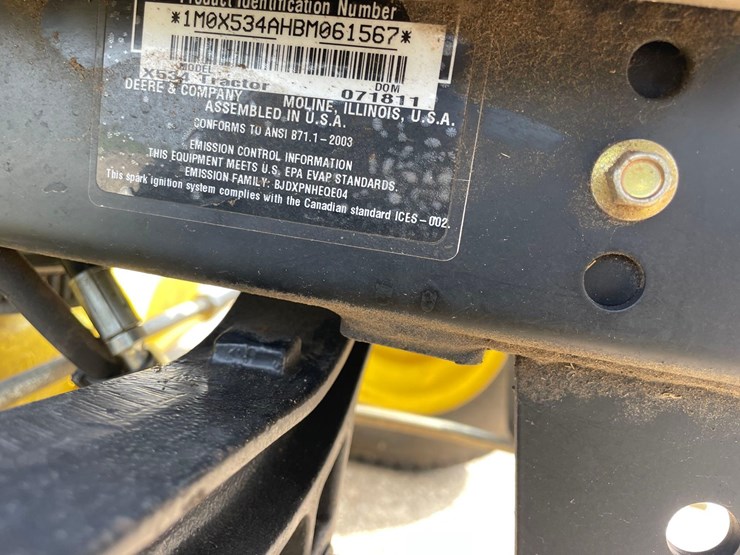 Product Identification Number
*1M0X534AHBM061567*
MODEL
X534 Tractor
DOM
071811
DEERE & COMPANY MOLINE, ILLINOIS, U.S.A.
ASSEMBLED IN U.S.A.
CONFORMS TO ANSI B71.1-2003
EMISSION CONTROL INFORMATION
THIS EQUIPMENT MEETS U.S. EPA EVAP STANDARDS.
EMISSION FAMILY: BJDXPNHEQE04
This spark ignition system complies with the Canadian standard ICES-002.